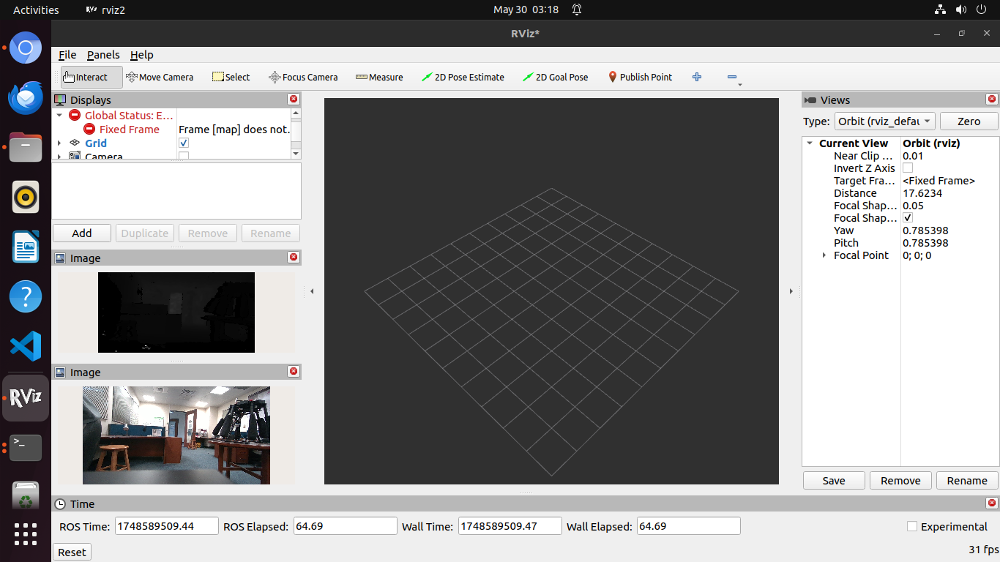 Activities rviz2 May 30 03:18
RViz*
File Panels Help
Interact Move Camera Select Focus Camera Measure 2D Pose Estimate 2D Goal Pose Publish Point
Displays
Global Status: E...
Fixed Frame Frame [map] does not.
Grid
Camera
Add Duplicate Remove Rename
Image
Image
Views
Type: Orbit (rviz_defau Zero
Current View Orbit (rviz)
Near Clip ... 0.01
Invert Z Axis
Target Fra... <Fixed Frame>
Distance 17.6234
Focal Shap... 0.05
Focal Shap...
Yaw 0.785398
Pitch 0.785398
Focal Point 0; 0; 0
Save Remove Rename
RViz
>_
Time
ROS Time: 1748589509.44 ROS Elapsed: 64.69 Wall Time: 1748589509.47 Wall Elapsed: 64.69 Experimental
Reset 31 fps